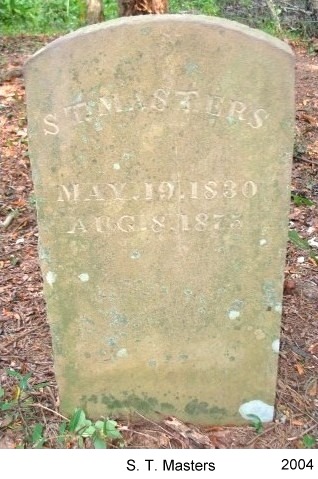 S.T.MASTERS
MAY.19.1830
AUG.8.1875
S. T. Masters 2004